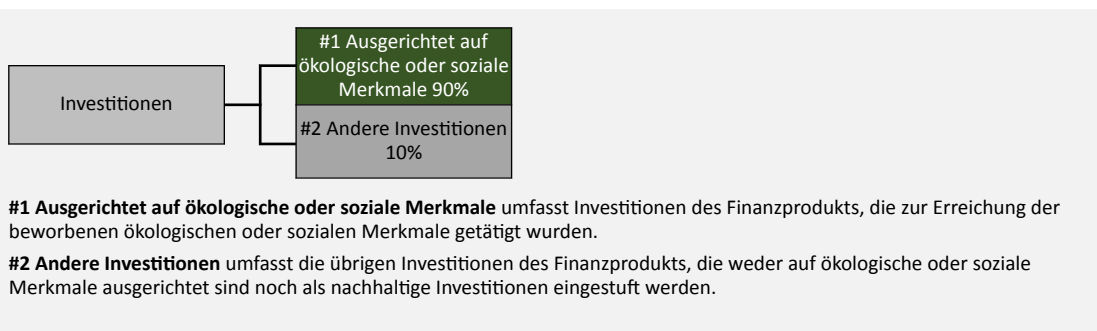 Investitionen
#1 Ausgerichtet auf
ökologische oder soziale
Merkmale 90%
#2 Andere Investitionen
10%
#1 Ausgerichtet auf ökologische oder soziale Merkmale umfasst Investitionen des Finanzprodukts, die zur Erreichung der
beworbenen ökologischen oder sozialen Merkmale getätigt wurden.
#2 Andere Investitionen umfasst die übrigen Investitionen des Finanzprodukts, die weder auf ökologische oder soziale
Merkmale ausgerichtet sind noch als nachhaltige Investitionen eingestuft werden.